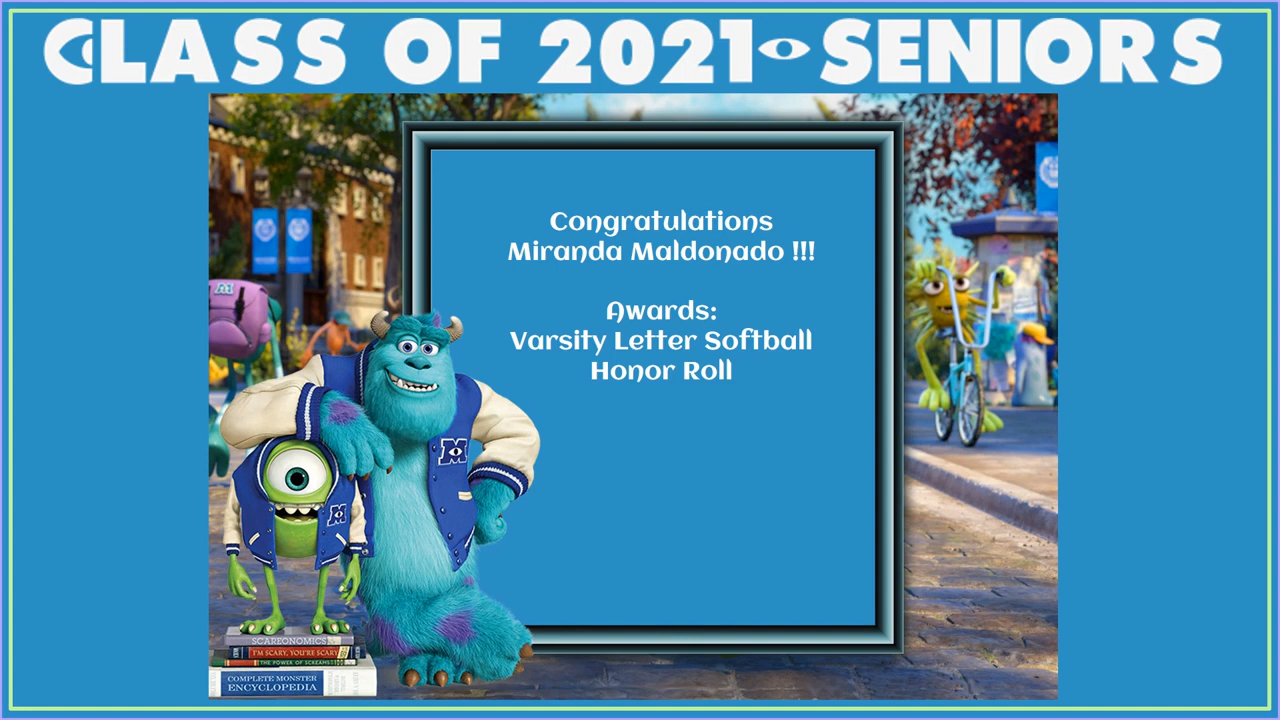 CLASS OF 2021 SENIORS
Congratulations
Miranda Maldonado !!!
Awards:
Varsity Letter Softball
Honor Roll
M
M
M
SCAREONOMICS
I'M SCARY, YOU'RE SCARY
THE POWER OF SCREAMS
COMPLETE MONSTER
ENCYCLOPEDIA